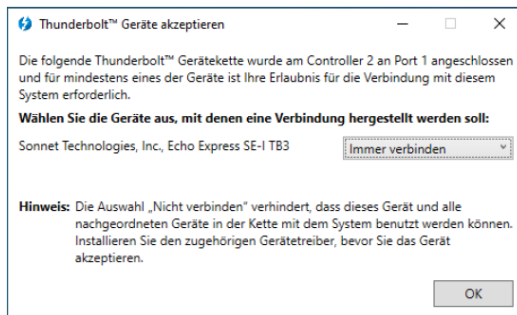 Thunderbolt™ Geräte akzeptieren
Die folgende Thunderbolt™ Gerätekette wurde am Controller 2 an Port 1 angeschlossen
und für mindestens eines der Geräte ist Ihre Erlaubnis für die Verbindung mit diesem
System erforderlich.
Wählen Sie die Geräte aus, mit denen eine Verbindung hergestellt werden soll:
Sonnet Technologies, Inc., Echo Express SE-I TB3 Immer verbinden
Hinweis: Die Auswahl „Nicht verbinden“ verhindert, dass dieses Gerät und alle
nachgeordneten Geräte in der Kette mit dem System benutzt werden können.
Installieren Sie den zugehörigen Gerätetreiber, bevor Sie das Gerät
akzeptieren.
OK